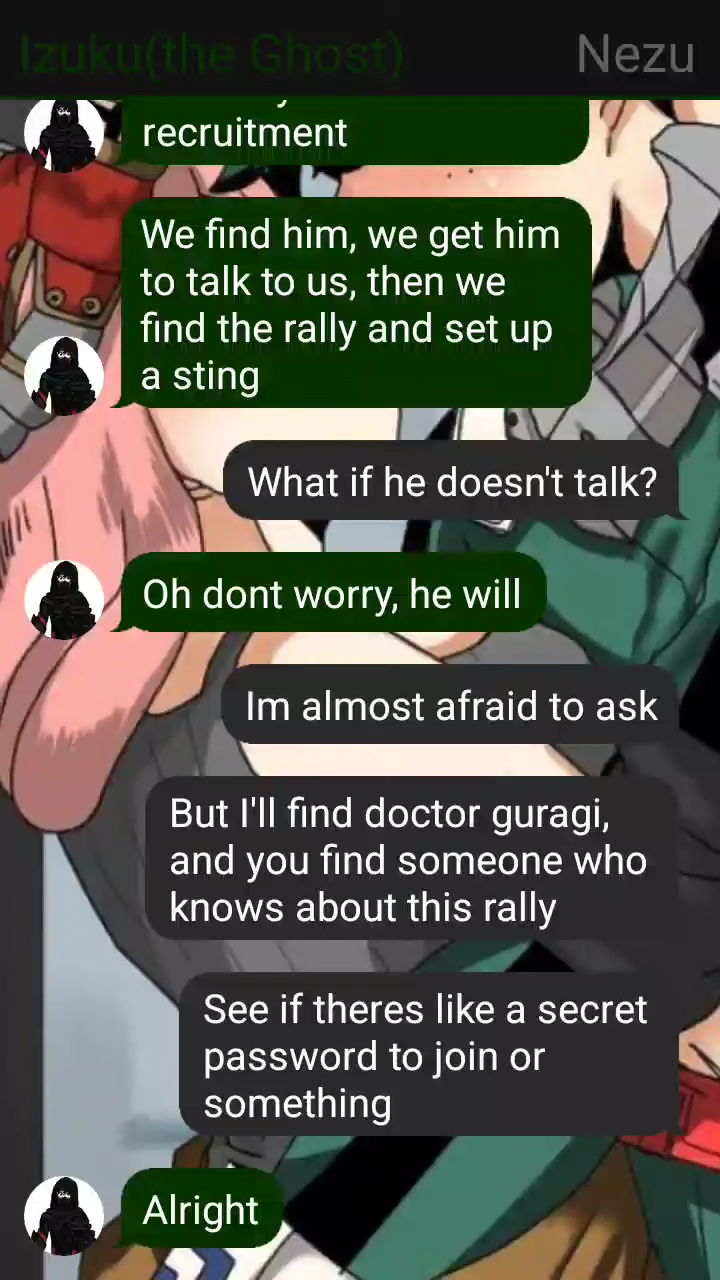 Izuku(the Ghost)
Nezu
recruitment
We find him, we get him
to talk to us, then we
find the rally and set up
a sting
What if he doesn't talk?
Oh dont worry, he will
Im almost afraid to ask
But I'll find doctor guragi,
and you find someone who
knows about this rally
See if theres like a secret
password to join or
something
Alright